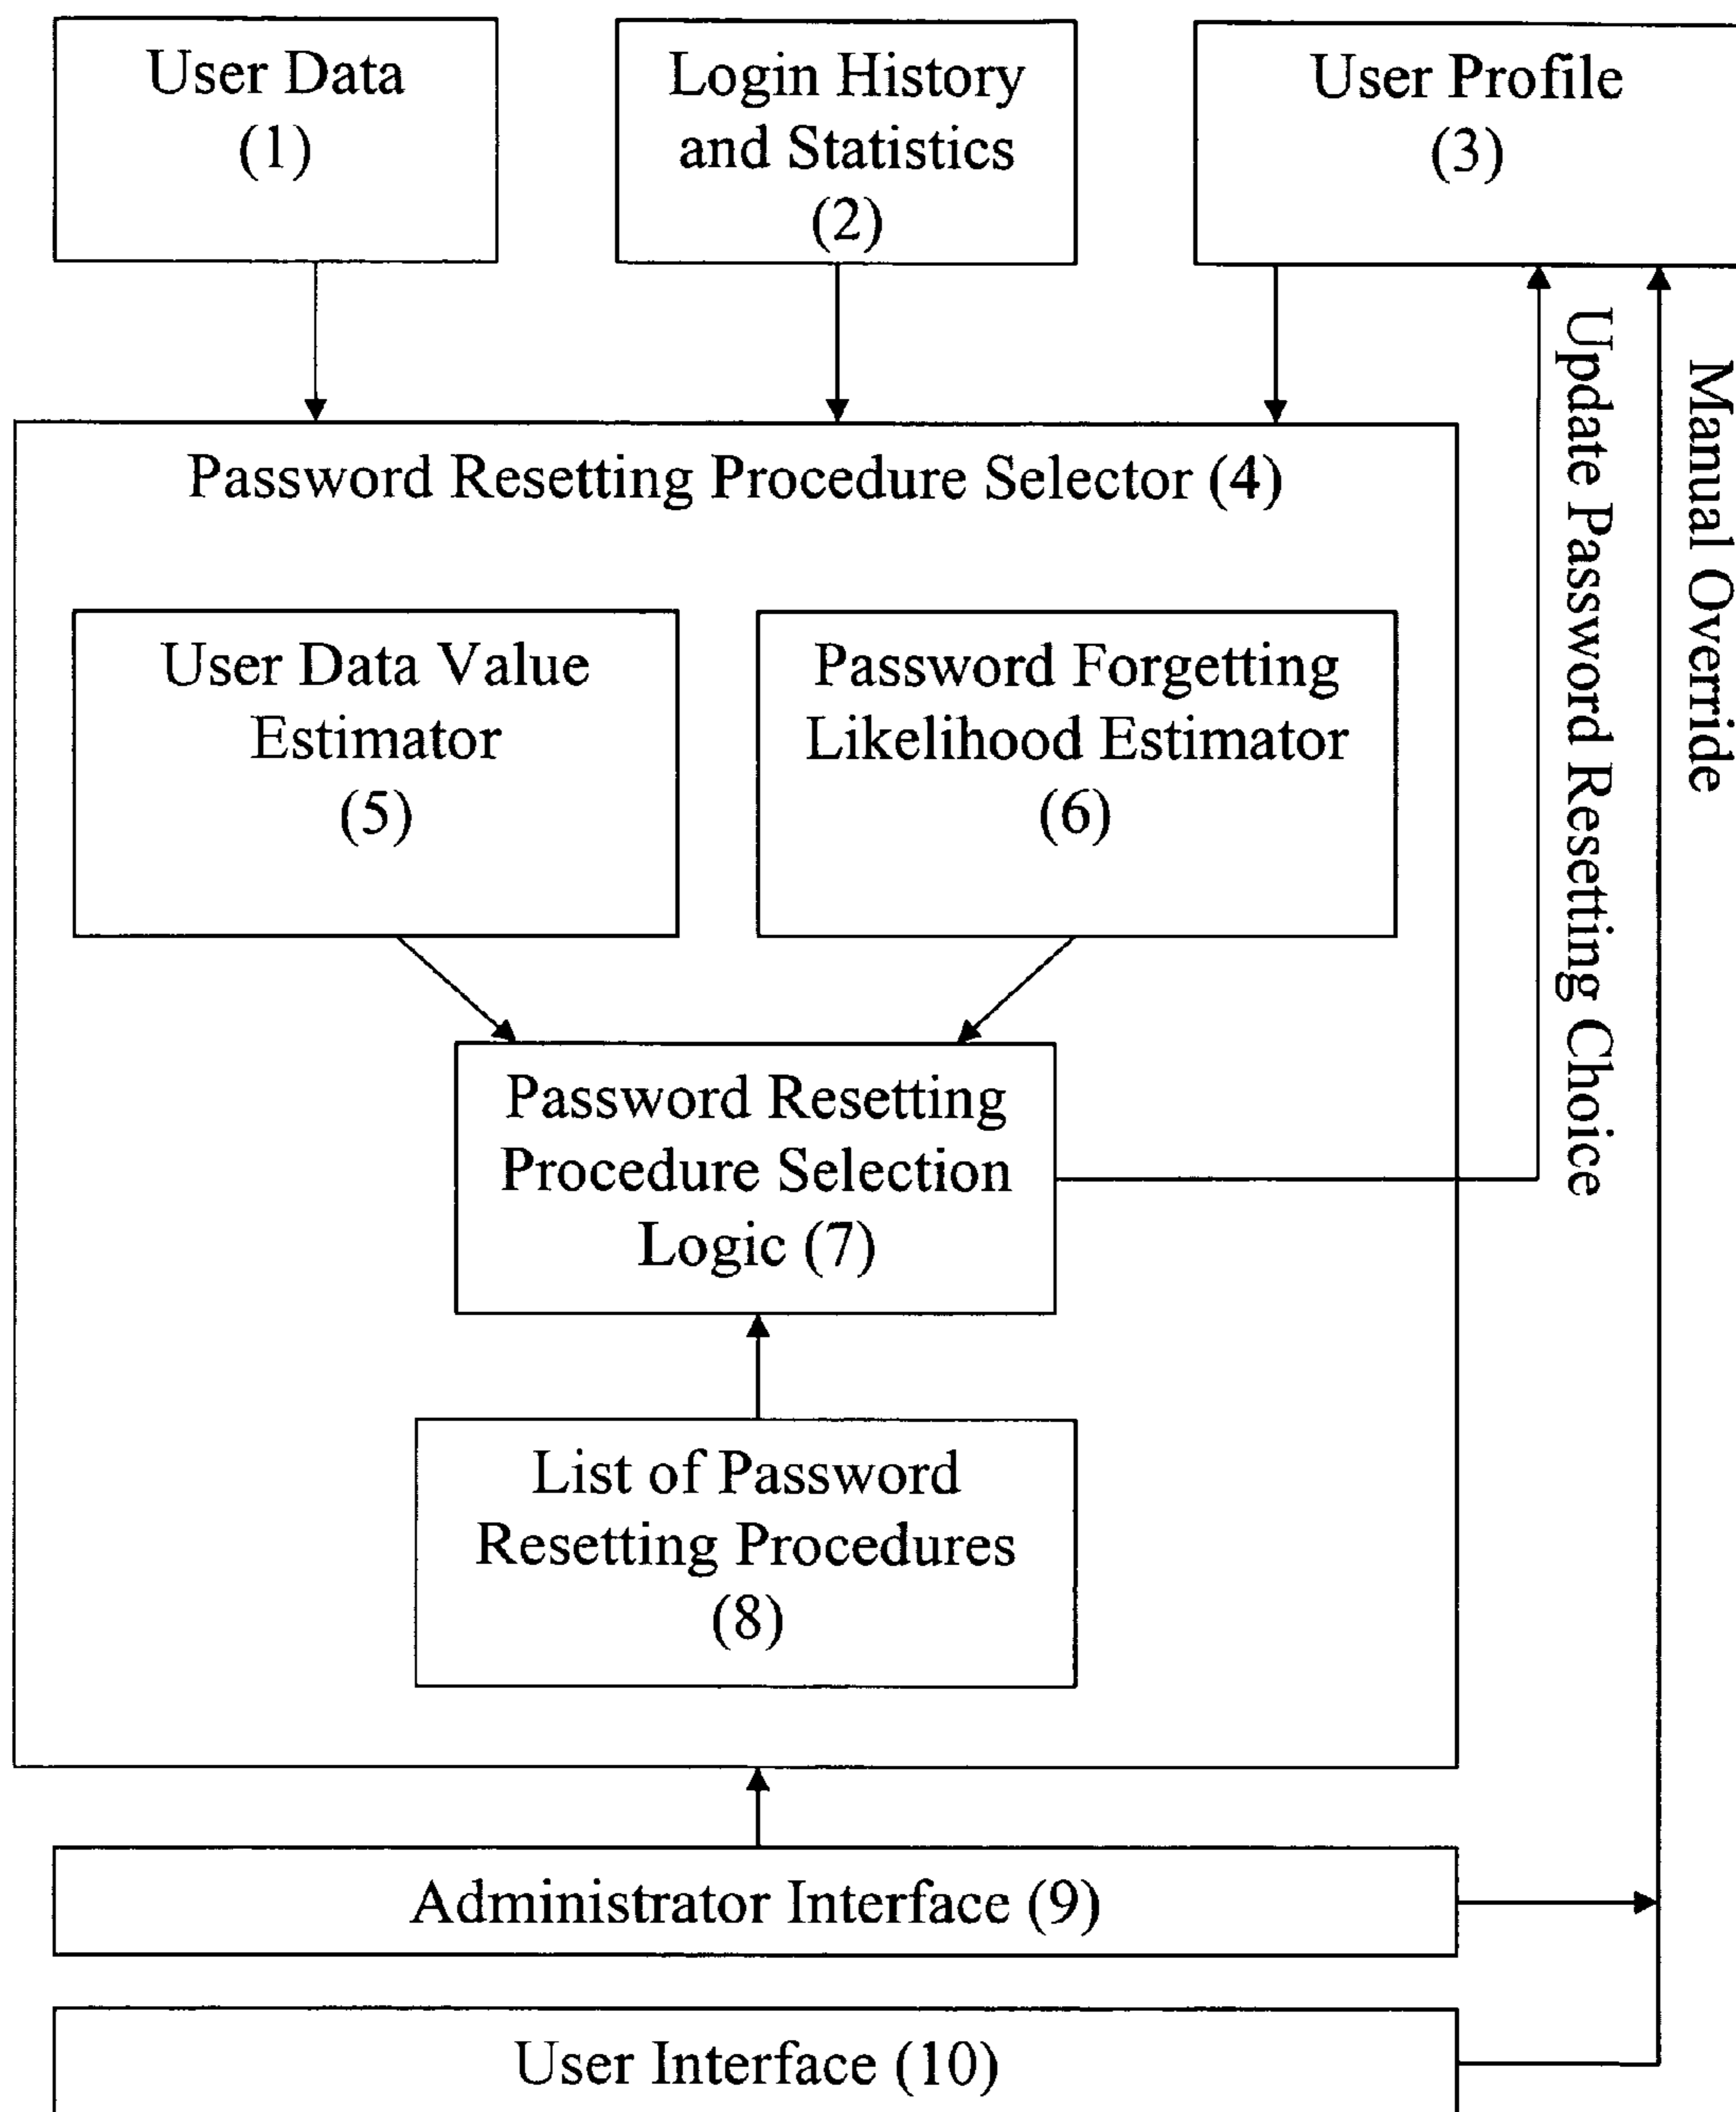 User Data
(1)
Login History
and Statistics
(2)
User Profile
(3)
Password Resetting Procedure Selector (4)
User Data Value
Estimator
(5)
Password Forgetting
Likelihood Estimator
(6)
Password Resetting
Procedure Selection
Logic (7)
List of Password
Resetting Procedures
(8)
Update Password Resetting Choice
Manual Override
Administrator Interface (9)
User Interface (10)